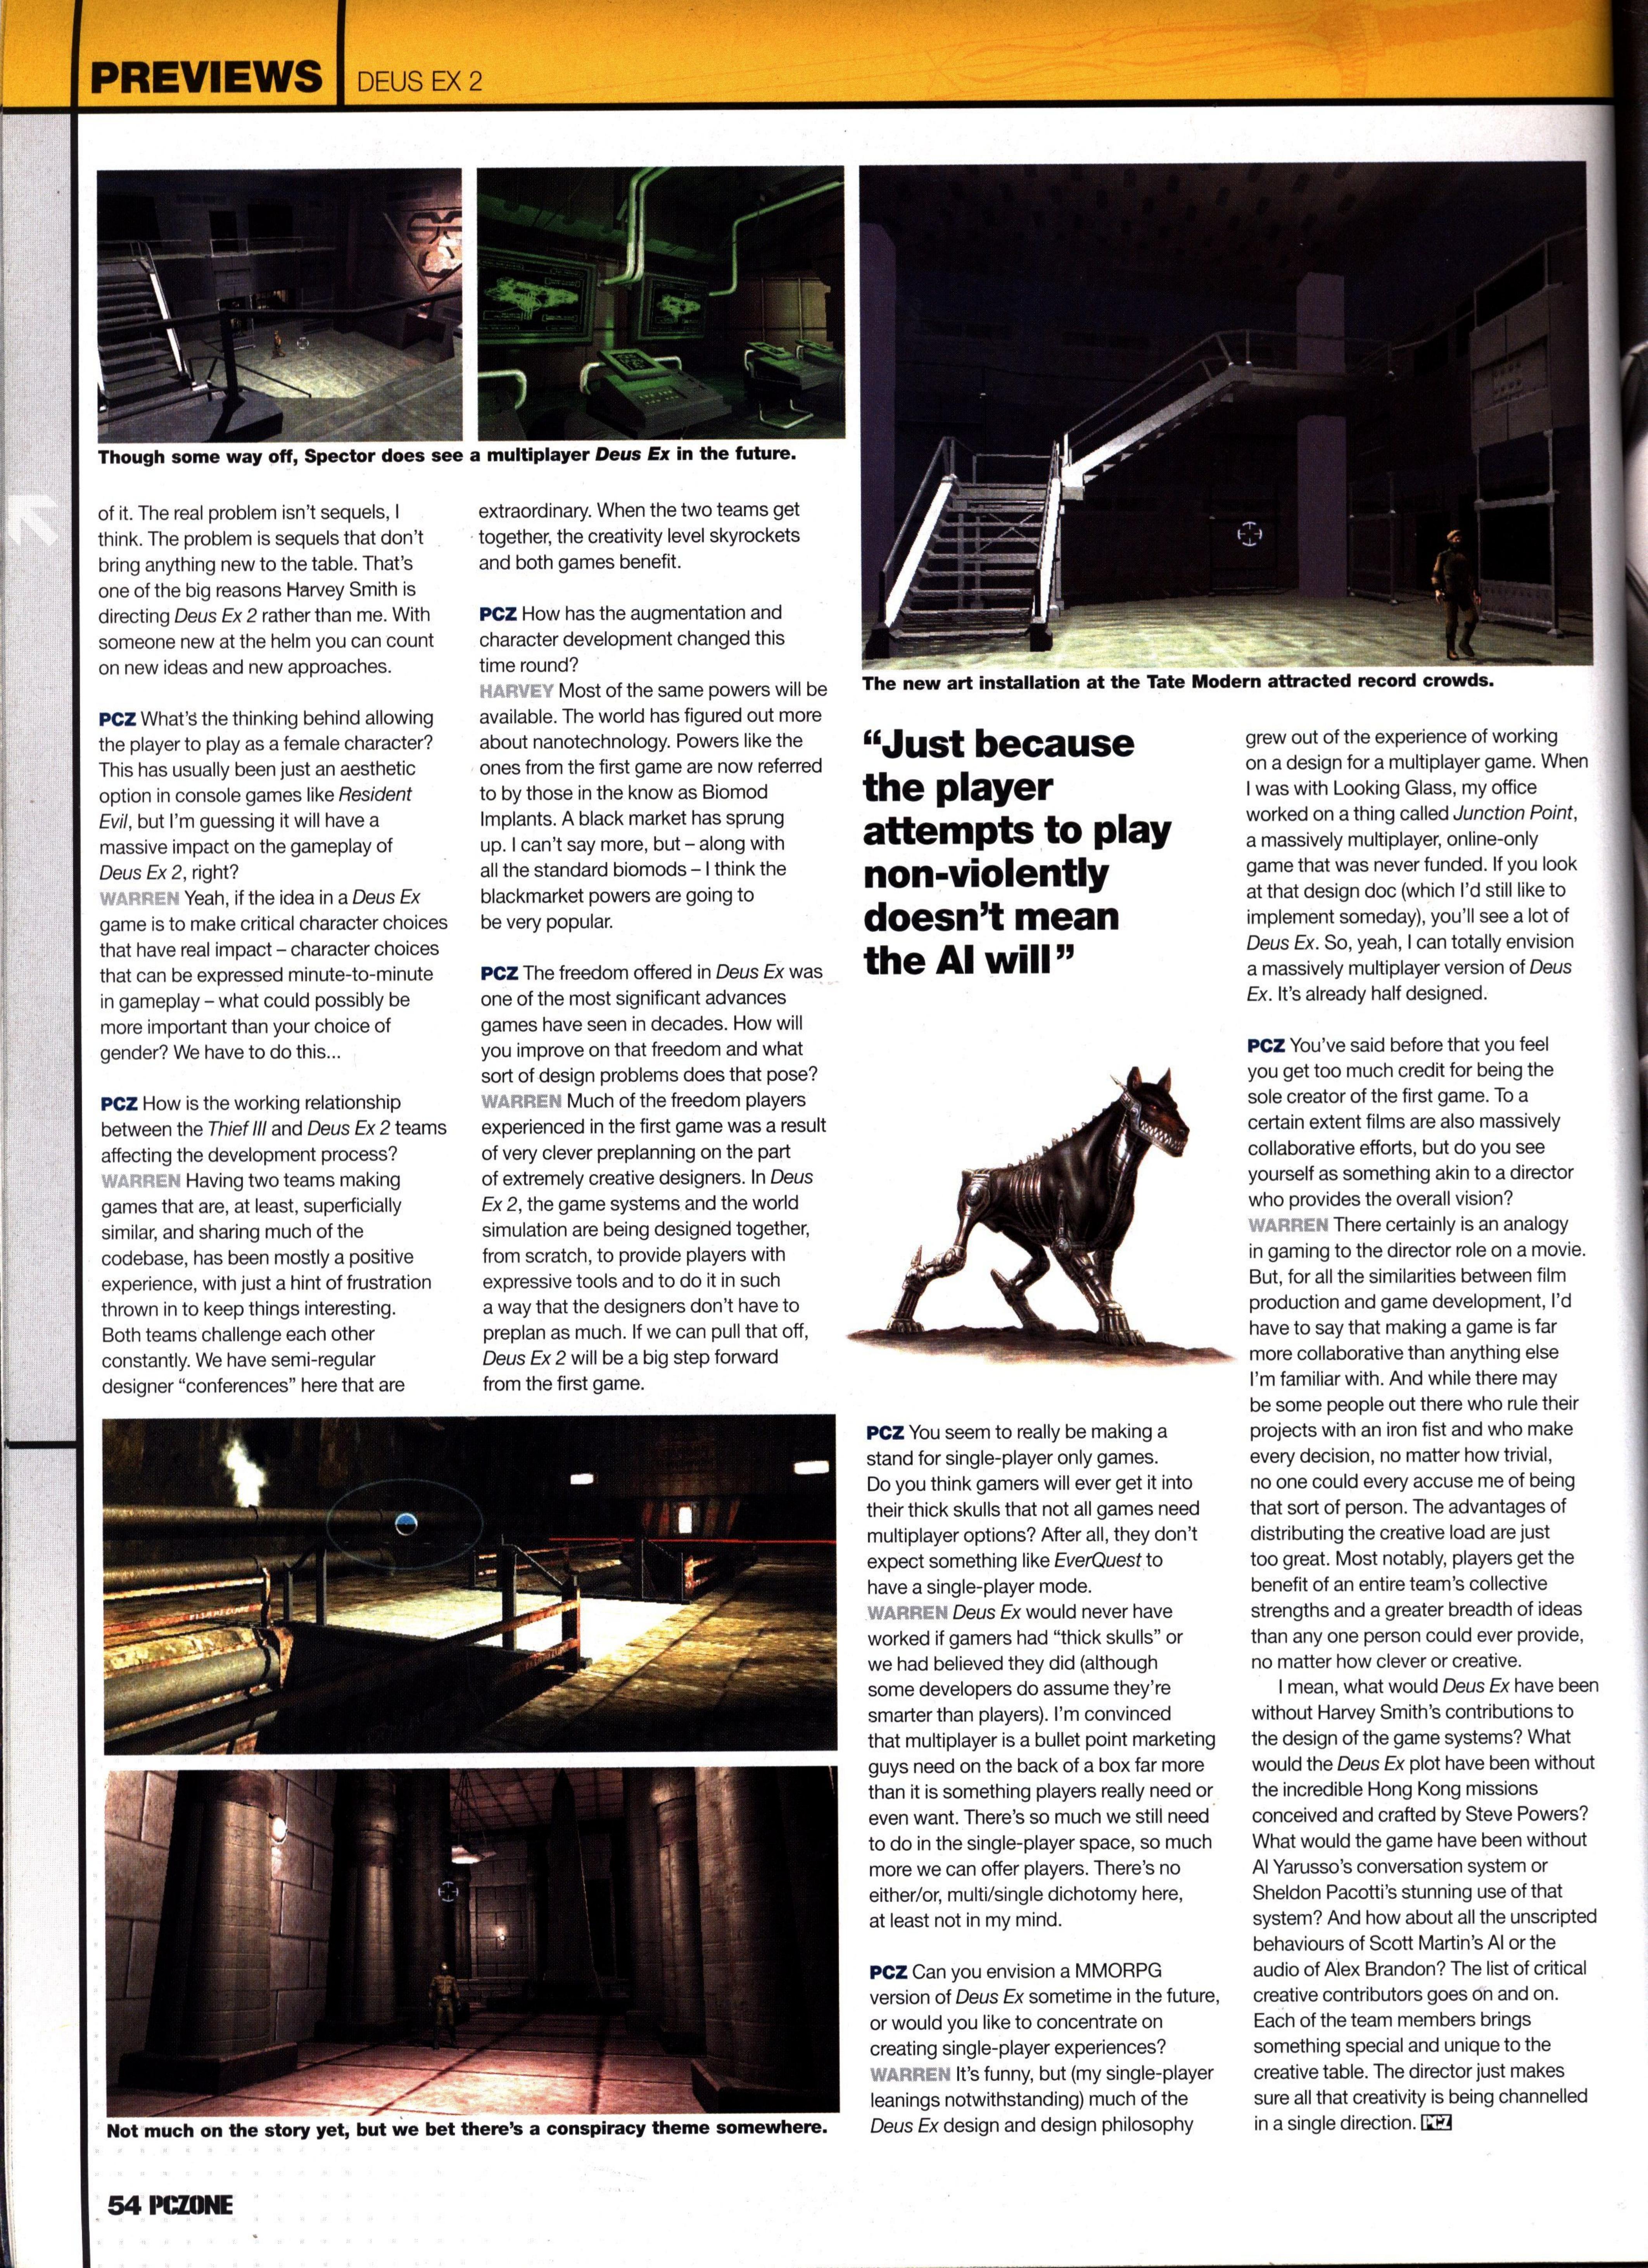 PREVIEWS
DEUS EX 2
Though some way off, Spector does see a multiplayer Deus Ex in the future.
of it. The real problem isn't sequels, I
think. The problem is sequels that don't
bring anything new to the table. That's
one of the big reasons Harvey Smith is
directing Deus Ex 2 rather than me. With
someone new at the helm you can count
on new ideas and new approaches.
PCZ What's the thinking behind allowing
the player to play as a female character?
This has usually been just an aesthetic
option in console games like Resident
Evil, but I'm guessing it will have a
massive impact on the gameplay of
Deus Ex 2, right?
WARREN Yeah, if the idea in a Deus Ex
game is to make critical character choices
that have real impact – character choices
that can be expressed minute-to-minute
in gameplay – what could possibly be
more important than your choice of
gender? We have to do this...
PCZ How is the working relationship
between the Thief III and Deus Ex 2 teams
affecting the development process?
WARREN Having two teams making
games that are, at least, superficially
similar, and sharing much of the
codebase, has been mostly a positive
experience, with just a hint of frustration
thrown in to keep things interesting.
Both teams challenge each other
constantly. We have semi-regular
designer “conferences” here that are
extraordinary. When the two teams get
together, the creativity level skyrockets
and both games benefit.
PCZ How has the augmentation and
character development changed this
time round?
HARVEY Most of the same powers will be
available. The world has figured out more
about nanotechnology. Powers like the
ones from the first game are now referred
to by those in the know as Biomod
Implants. A black market has sprung
up. I can't say more, but – along with
all the standard biomods – I think the
blackmarket powers are going to
be very popular.
PCZ The freedom offered in Deus Ex was
one of the most significant advances
games have seen in decades. How will
you improve on that freedom and what
sort of design problems does that pose?
WARREN Much of the freedom players
experienced in the first game was a result
of very clever preplanning on the part
of extremely creative designers. In Deus
Ex 2, the game systems and the world
simulation are being designed together,
from scratch, to provide players with
expressive tools and to do it in such
a way that the designers don't have to
preplan as much. If we can pull that off,
Deus Ex 2 will be a big step forward
from the first game.
Not much on the story yet, but we bet there's a conspiracy theme somewhere.
The new art installation at the Tate Modern attracted record crowds.
“Just because
the player
attempts to play
non-violently
doesn't mean
the AI will”
PCZ You seem to really be making a
stand for single-player only games.
Do you think gamers will ever get it into
their thick skulls that not all games need
multiplayer options? After all, they don't
expect something like EverQuest to
have a single-player mode.
WARREN Deus Ex would never have
worked if gamers had “thick skulls” or
we had believed they did (although
some developers do assume they're
smarter than players). I'm convinced
that multiplayer is a bullet point marketing
guys need on the back of a box far more
than it is something players really need or
even want. There's so much we still need
to do in the single-player space, so much
more we can offer players. There's no
either/or, multi/single dichotomy here,
at least not in my mind.
PCZ Can you envision a MMORPG
version of Deus Ex sometime in the future,
or would you like to concentrate on
creating single-player experiences?
WARREN It's funny, but (my single-player
leanings notwithstanding) much of the
Deus Ex design and design philosophy
grew out of the experience of working
on a design for a multiplayer game. When
I was with Looking Glass, my office
worked on a thing called Junction Point,
a massively multiplayer, online-only
game that was never funded. If you look
at that design doc (which I'd still like to
implement someday), you'll see a lot of
Deus Ex. So, yeah, I can totally envision
a massively multiplayer version of Deus
Ex. It's already half designed.
PCZ You've said before that you feel
you get too much credit for being the
sole creator of the first game. To a
certain extent films are also massively
collaborative efforts, but do you see
yourself as something akin to a director
who provides the overall vision?
WARREN There certainly is an analogy
in gaming to the director role on a movie.
But, for all the similarities between film
production and game development, I'd
have to say that making a game is far
more collaborative than anything else
I'm familiar with. And while there may
be some people out there who rule their
projects with an iron fist and who make
every decision, no matter how trivial,
no one could every accuse me of being
that sort of person. The advantages of
distributing the creative load are just
too great. Most notably, players get the
benefit of an entire team's collective
strengths and a greater breadth of ideas
than any one person could ever provide,
no matter how clever or creative.
I mean, what would Deus Ex have been
without Harvey Smith's contributions to
the design of the game systems? What
would the Deus Ex plot have been without
the incredible Hong Kong missions
conceived and crafted by Steve Powers?
What would the game have been without
Al Yarusso's conversation system or
Sheldon Pacotti's stunning use of that
system? And how about all the unscripted
behaviours of Scott Martin's AI or the
audio of Alex Brandon? The list of critical
creative contributors goes on and on.
Each of the team members brings
something special and unique to the
creative table. The director just makes
sure all that creativity is being channelled
in a single direction. PCZ
54 PCZONE